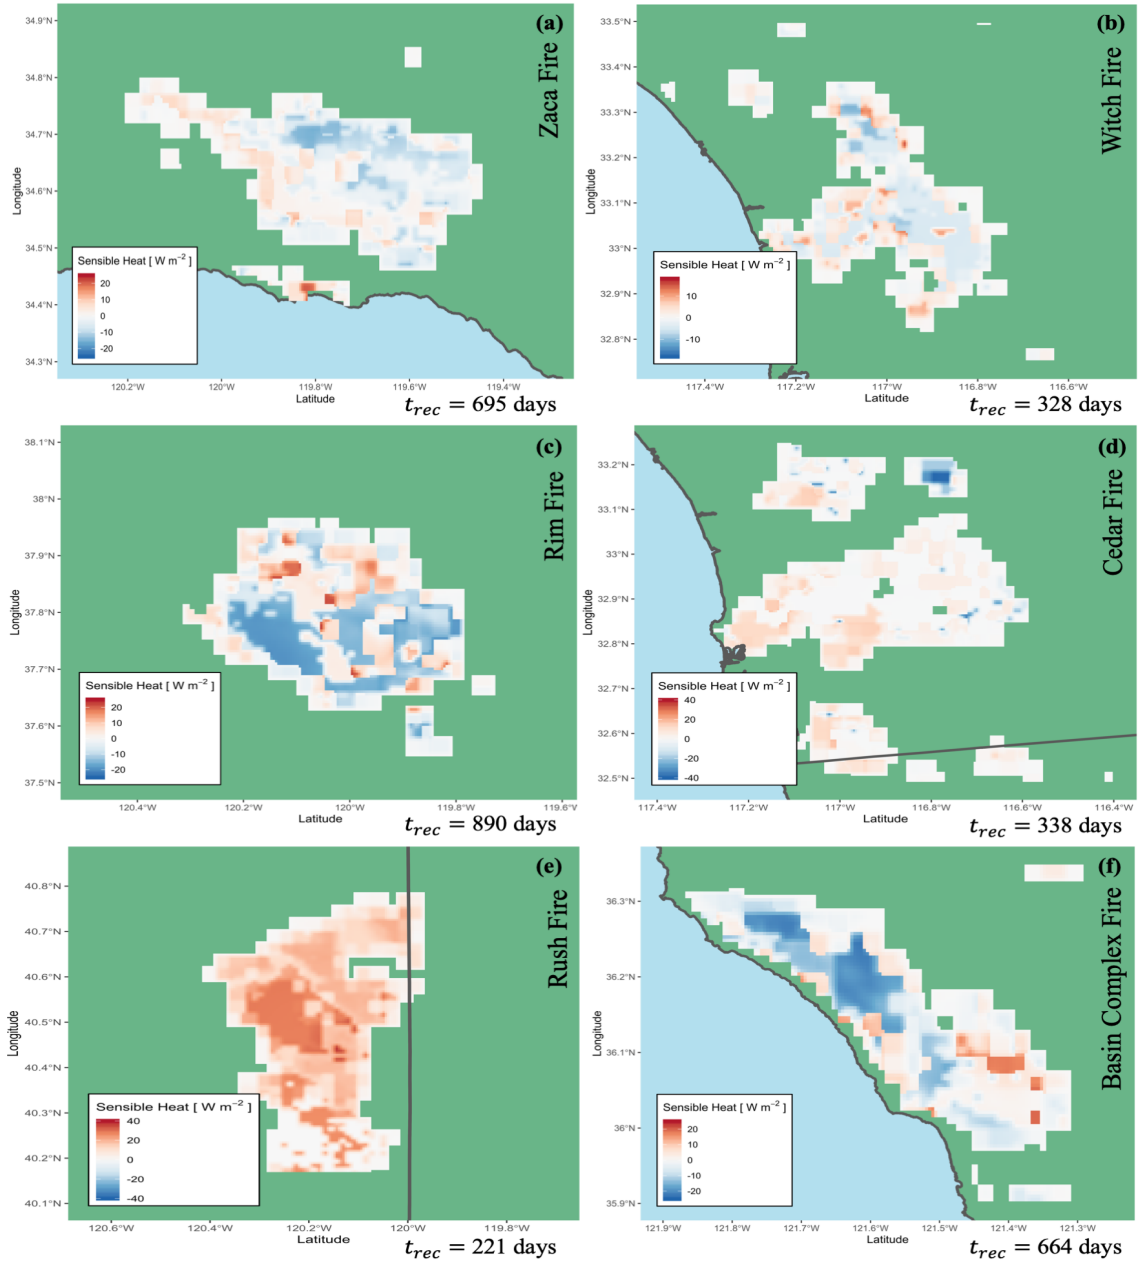 (a)
Zaca Fire
34.9°N
34.8°N
34.7°N
34.6°N
34.5°N
34.4°N
34.3°N
Longitude
Sensible Heat [ W m⁻² ]
20
10
0
-10
-20
120.2°W 120°W 119.8°W 119.6°W 119.4°W
Latitude
t_rec = 695 days
(b)
Witch Fire
33.5°N
33.4°N
33.3°N
33.2°N
33.1°N
33°N
32.9°N
32.8°N
Longitude
Sensible Heat [ W m⁻² ]
10
0
-10
117.4°W 117.2°W 117°W 116.8°W 116.6°W
Latitude
t_rec = 328 days
(c)
Rim Fire
38.1°N
38°N
37.9°N
37.8°N
37.7°N
37.6°N
37.5°N
Longitude
Sensible Heat [ W m⁻² ]
20
10
0
-10
-20
120.4°W 120.2°W 120°W 119.8°W 119.6°W
Latitude
t_rec = 890 days
(d)
Cedar Fire
33.2°N
33.1°N
33°N
32.9°N
32.8°N
32.7°N
32.6°N
32.5°N
Longitude
Sensible Heat [ W m⁻² ]
40
20
0
-20
-40
117.4°W 117.2°W 117°W 116.8°W 116.6°W 116.4°W
Latitude
t_rec = 338 days
(e)
Rush Fire
40.8°N
40.7°N
40.6°N
40.5°N
40.4°N
40.3°N
40.2°N
40.1°N
Longitude
Sensible Heat [ W m⁻² ]
40
20
0
-20
-40
120.6°W 120.4°W 120.2°W 120°W 119.8°W
Latitude
t_rec = 221 days
(f)
Basin Complex Fire
36.3°N
36.2°N
36.1°N
36°N
35.9°N
Longitude
Sensible Heat [ W m⁻² ]
20
10
0
-10
-20
121.9°W 121.8°W 121.7°W 121.6°W 121.5°W 121.4°W 121.3°W
Latitude
t_rec = 664 days